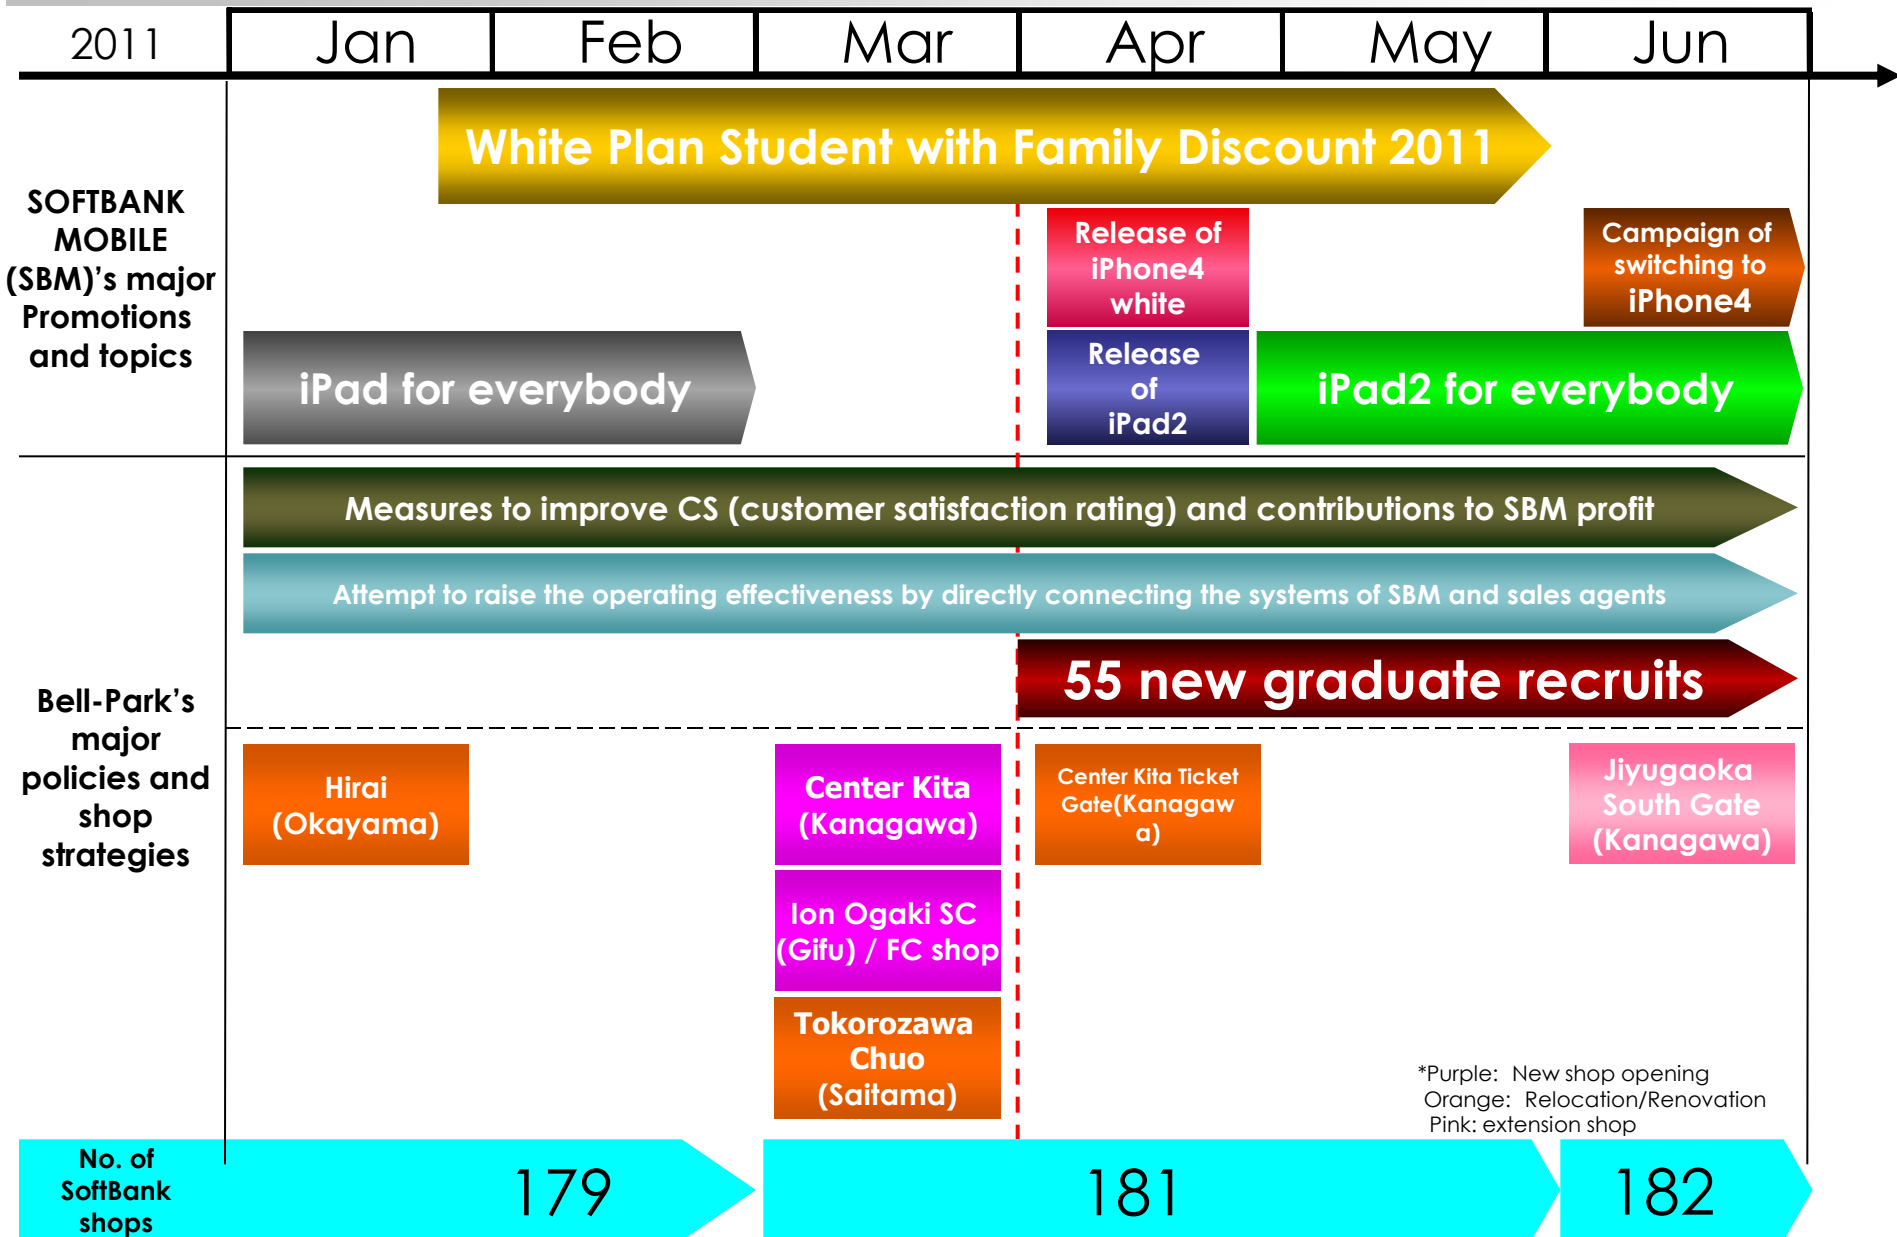 2011
Jan
Feb
Mar
Apr
May
Jun
SOFTBANK
MOBILE
(SBM)'s major
Promotions
and topics
White Plan Student with Family Discount 2011
Release of
iPhone4
white
Campaign of
switching to
iPhone4
iPad for everybody
Release
of
iPad2
iPad2 for everybody
Bell-Park's
major
policies and
shop
strategies
Measures to improve CS (customer satisfaction rating) and contributions to SBM profit
Attempt to raise the operating effectiveness by directly connecting the systems of SBM and sales agents
55 new graduate recruits
Hirai
(Okayama)
Center Kita
(Kanagawa)
Ion Ogaki SC
(Gifu) / FC shop
Tokorozawa
Chuo
(Saitama)
Center Kita Ticket
Gate(Kanagaw
a)
Jiyugaoka
South Gate
(Kanagawa)
*Purple: New shop opening
Orange: Relocation/Renovation
Pink: extension shop
No. of
SoftBank
shops
179
181
182